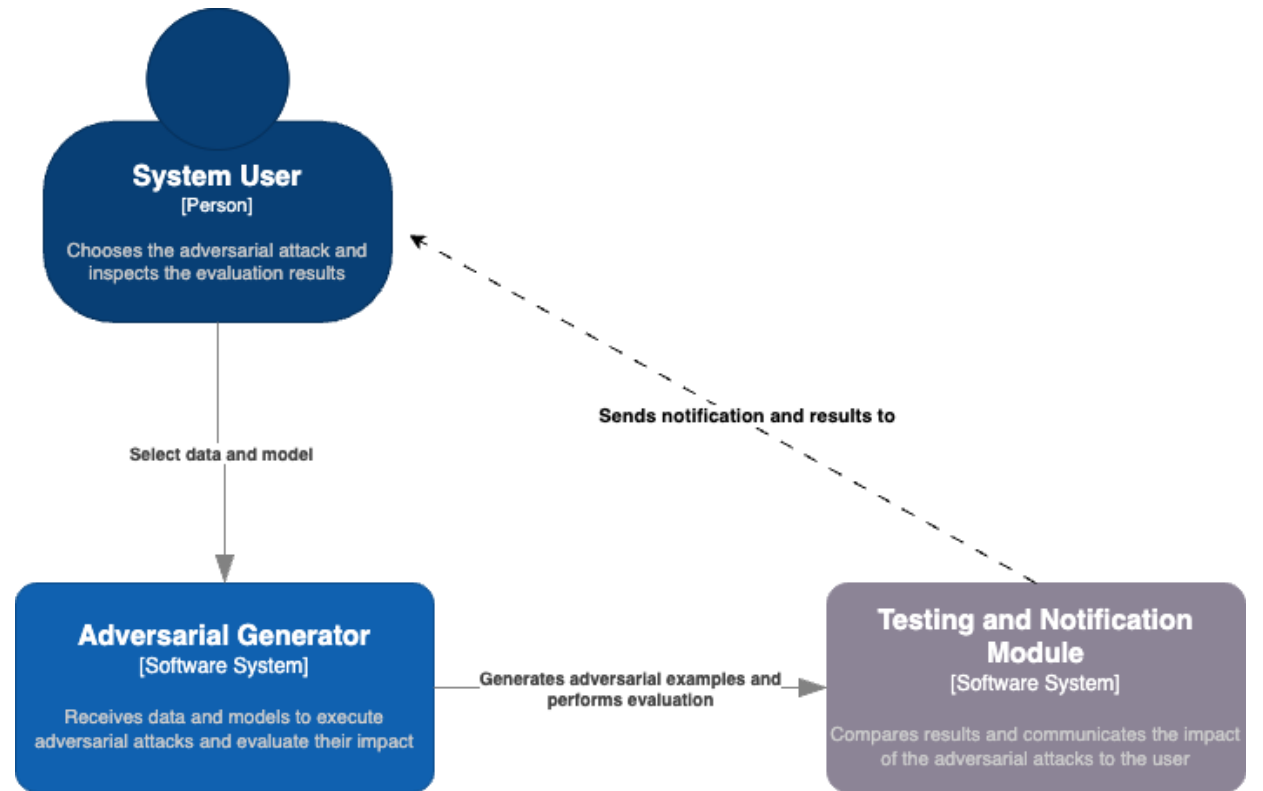 System User
[Person]
Chooses the adversarial attack and
inspects the evaluation results
Sends notification and results to
Select data and model
Adversarial Generator
[Software System]
Receives data and models to execute
adversarial attacks and evaluate their impact
Generates adversarial examples and
performs evaluation
Testing and Notification
Module
[Software System]
Compares results and communicates the impact
of the adversarial attacks to the user